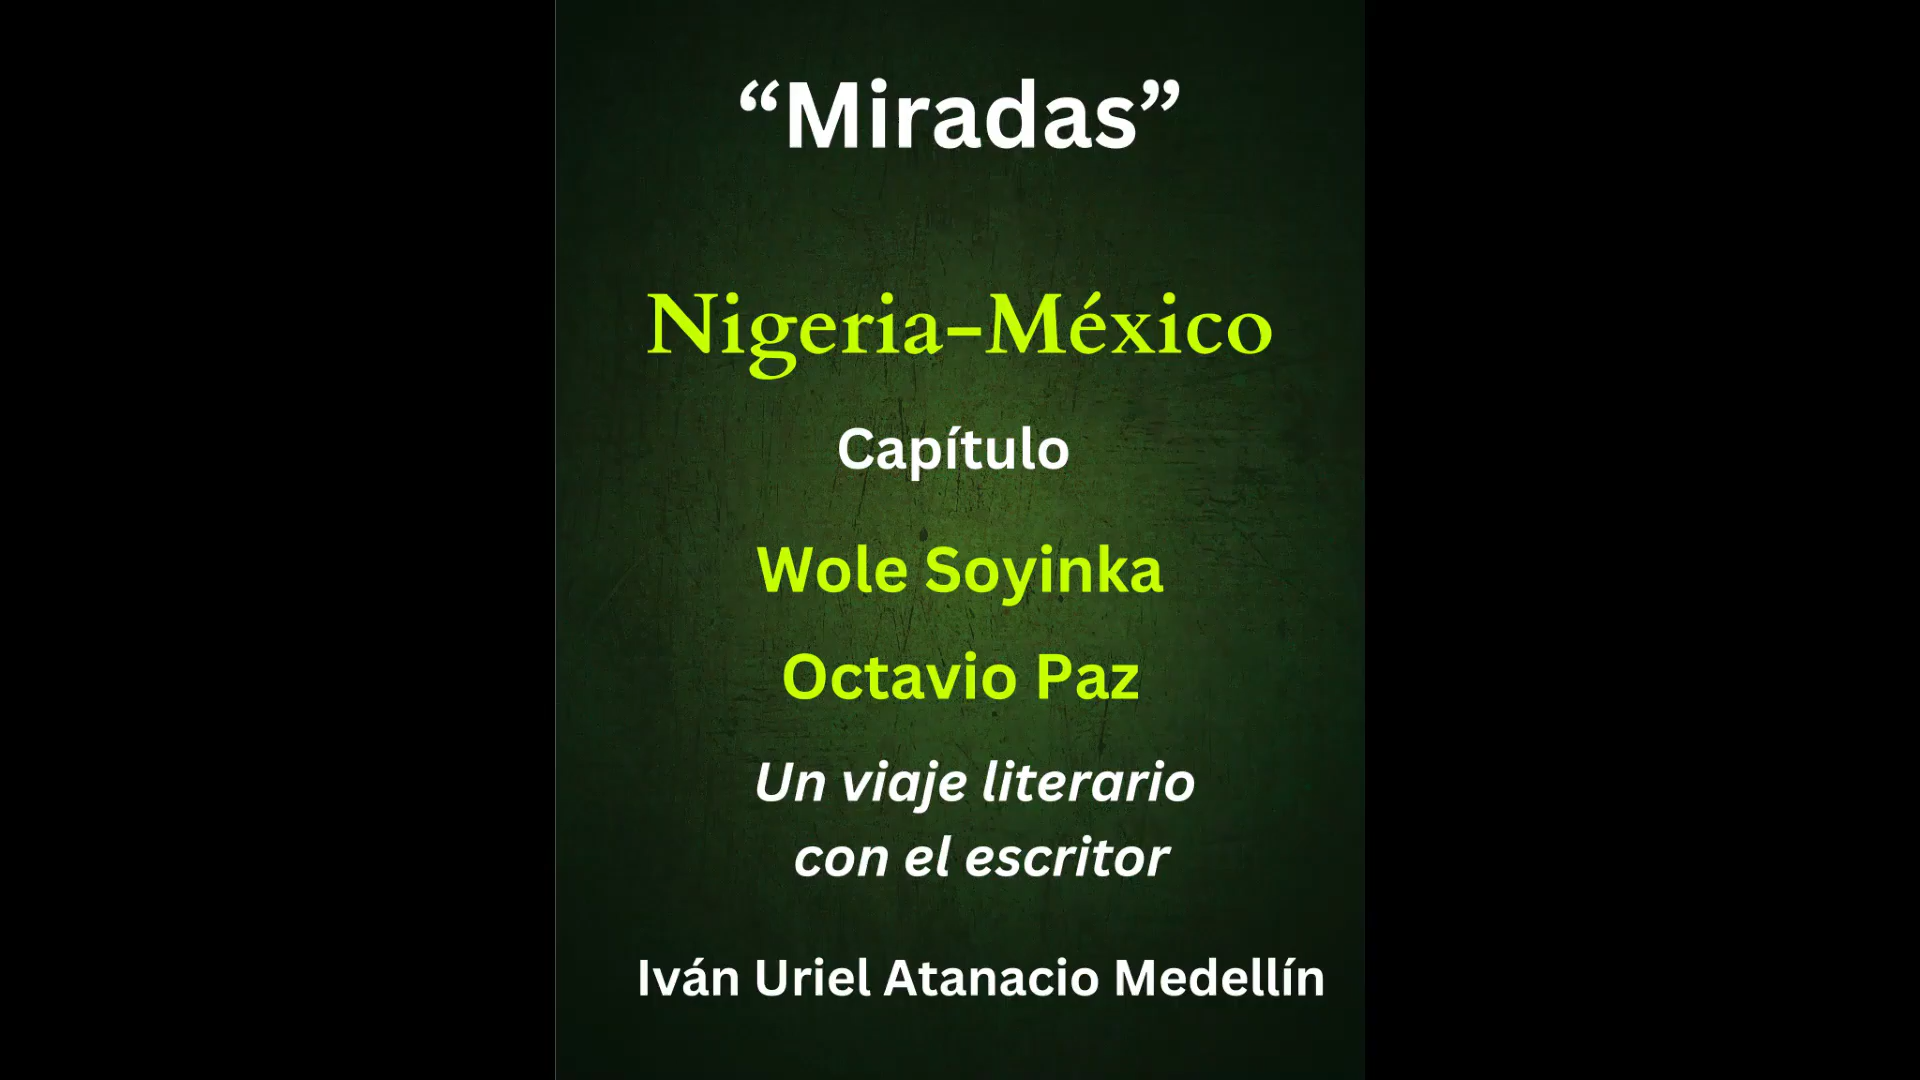 “Miradas”
Nigeria-México
Capítulo
Wole Soyinka
Octavio Paz
Un viaje literario
con el escritor
Iván Uriel Atanacio Medellín